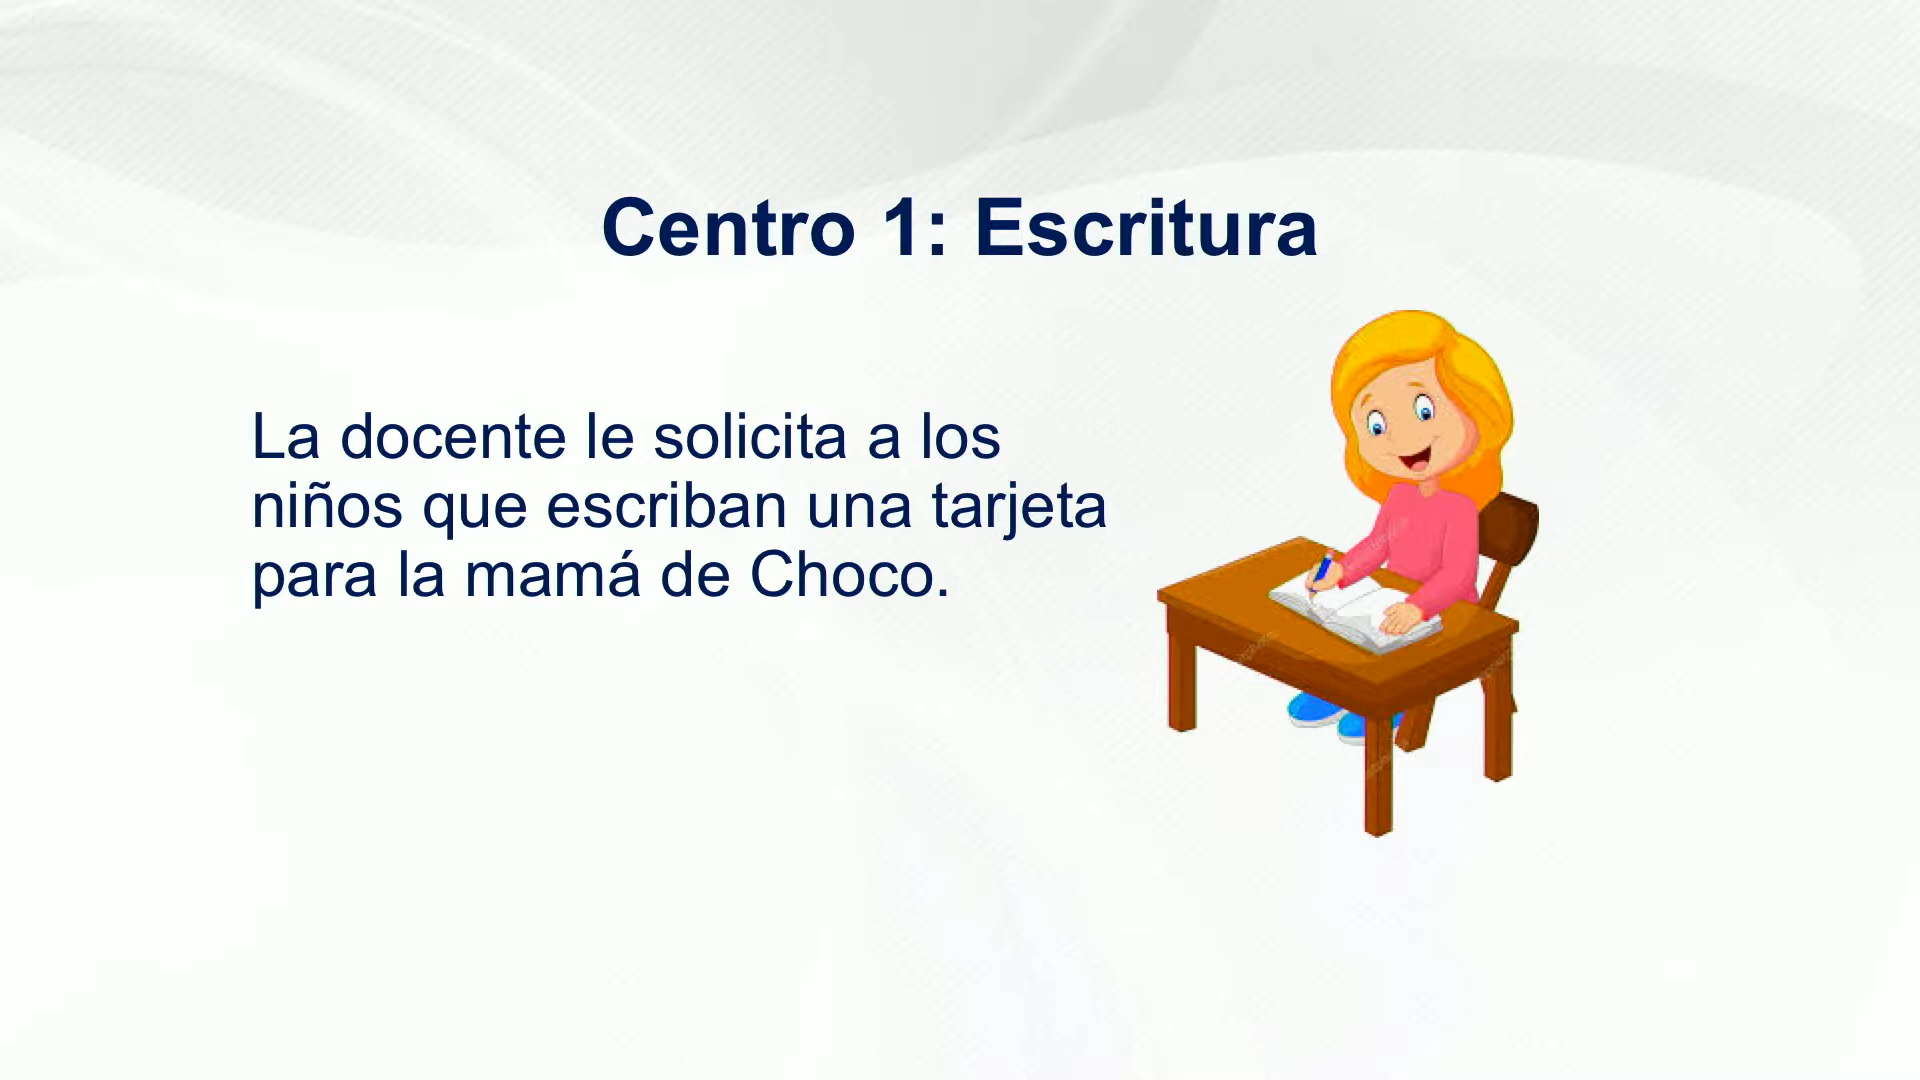 Centro 1: Escritura
La docente le solicita a los
niños que escriban una tarjeta
para la mamá de Choco.